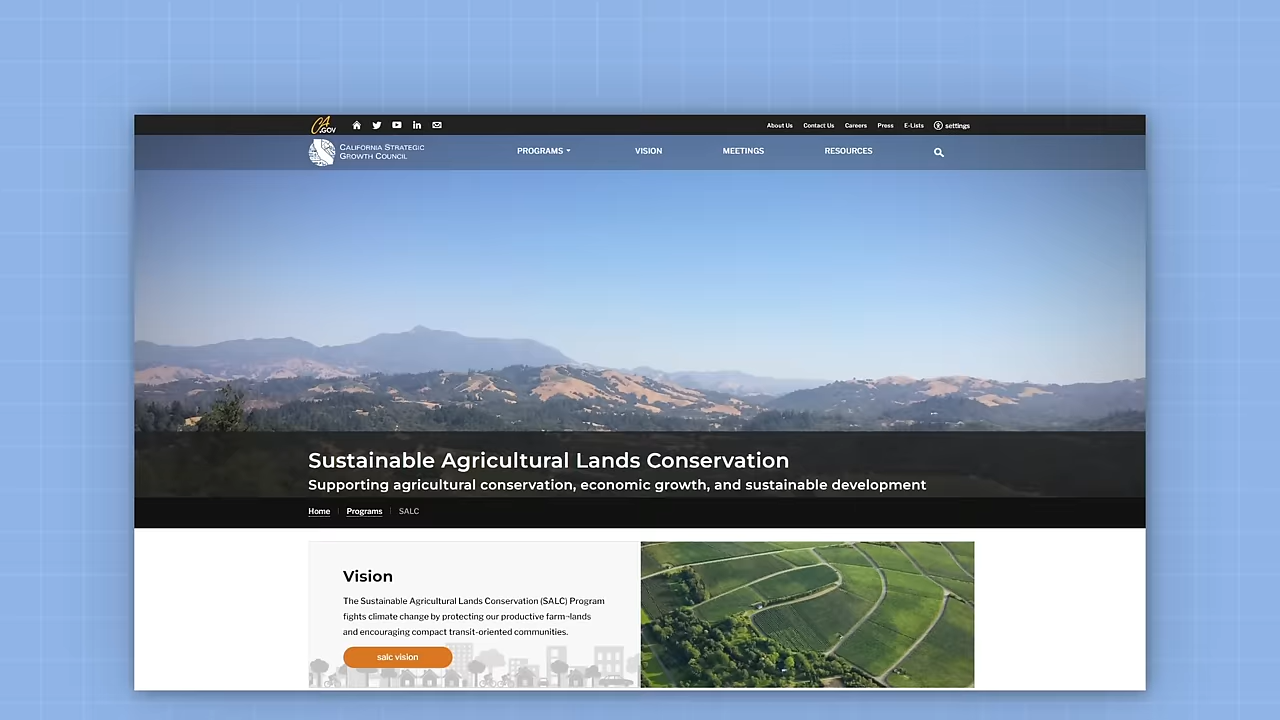 CA.GOV
About Us Contact Us Careers Press E-Lists settings
CALIFORNIA STRATEGIC
GROWTH COUNCIL
PROGRAMS VISION MEETINGS RESOURCES
Sustainable Agricultural Lands Conservation
Supporting agricultural conservation, economic growth, and sustainable development
Home | Programs | SALC
Vision
The Sustainable Agricultural Lands Conservation (SALC) Program
fights climate change by protecting our productive farm¬lands
and encouraging compact transit-oriented communities.
salc vision